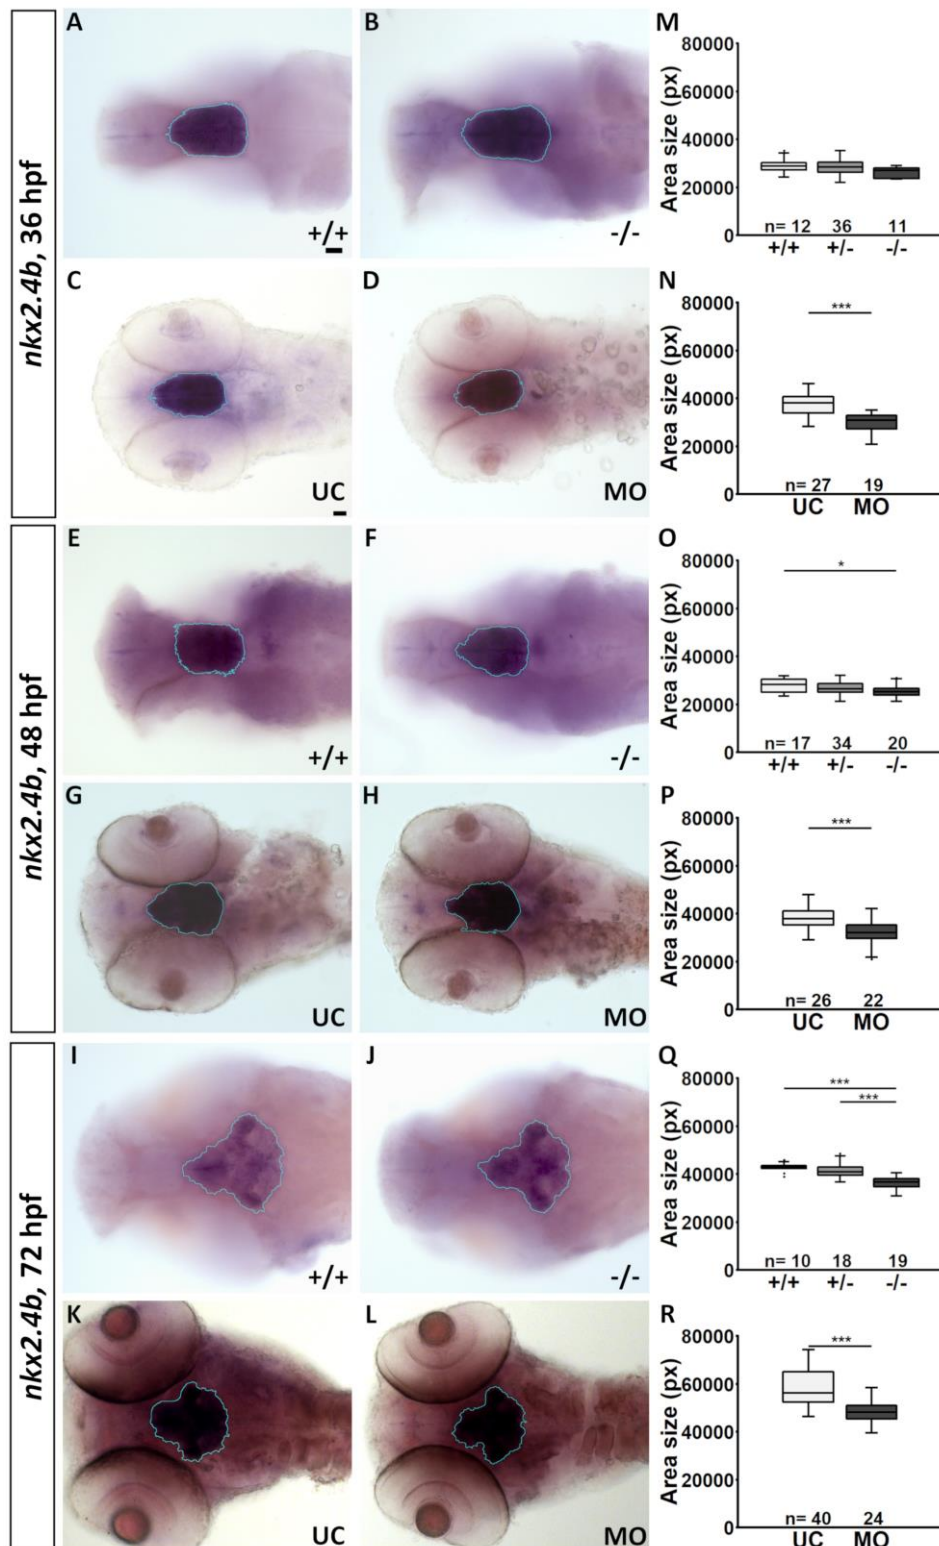 nkx2.4b, 36 hpf
A
+/+
B
-/-
M
Area size (px)
80000
60000
40000
20000
0
n= 12 36 11
+/+ +/- -/-
C
UC
D
MO
N
Area size (px)
80000
60000
40000
20000
0
***
n= 27 19
UC MO
nkx2.4b, 48 hpf
E
+/+
F
-/-
O
Area size (px)
80000
60000
40000
20000
0
*
n= 17 34 20
+/+ +/- -/-
G
UC
H
MO
P
Area size (px)
80000
60000
40000
20000
0
***
n= 26 22
UC MO
nkx2.4b, 72 hpf
I
+/+
J
-/-
Q
Area size (px)
80000
60000
40000
20000
0
***
***
n= 10 18 19
+/+ +/- -/-
K
UC
L
MO
R
Area size (px)
80000
60000
40000
20000
0
***
n= 40 24
UC MO